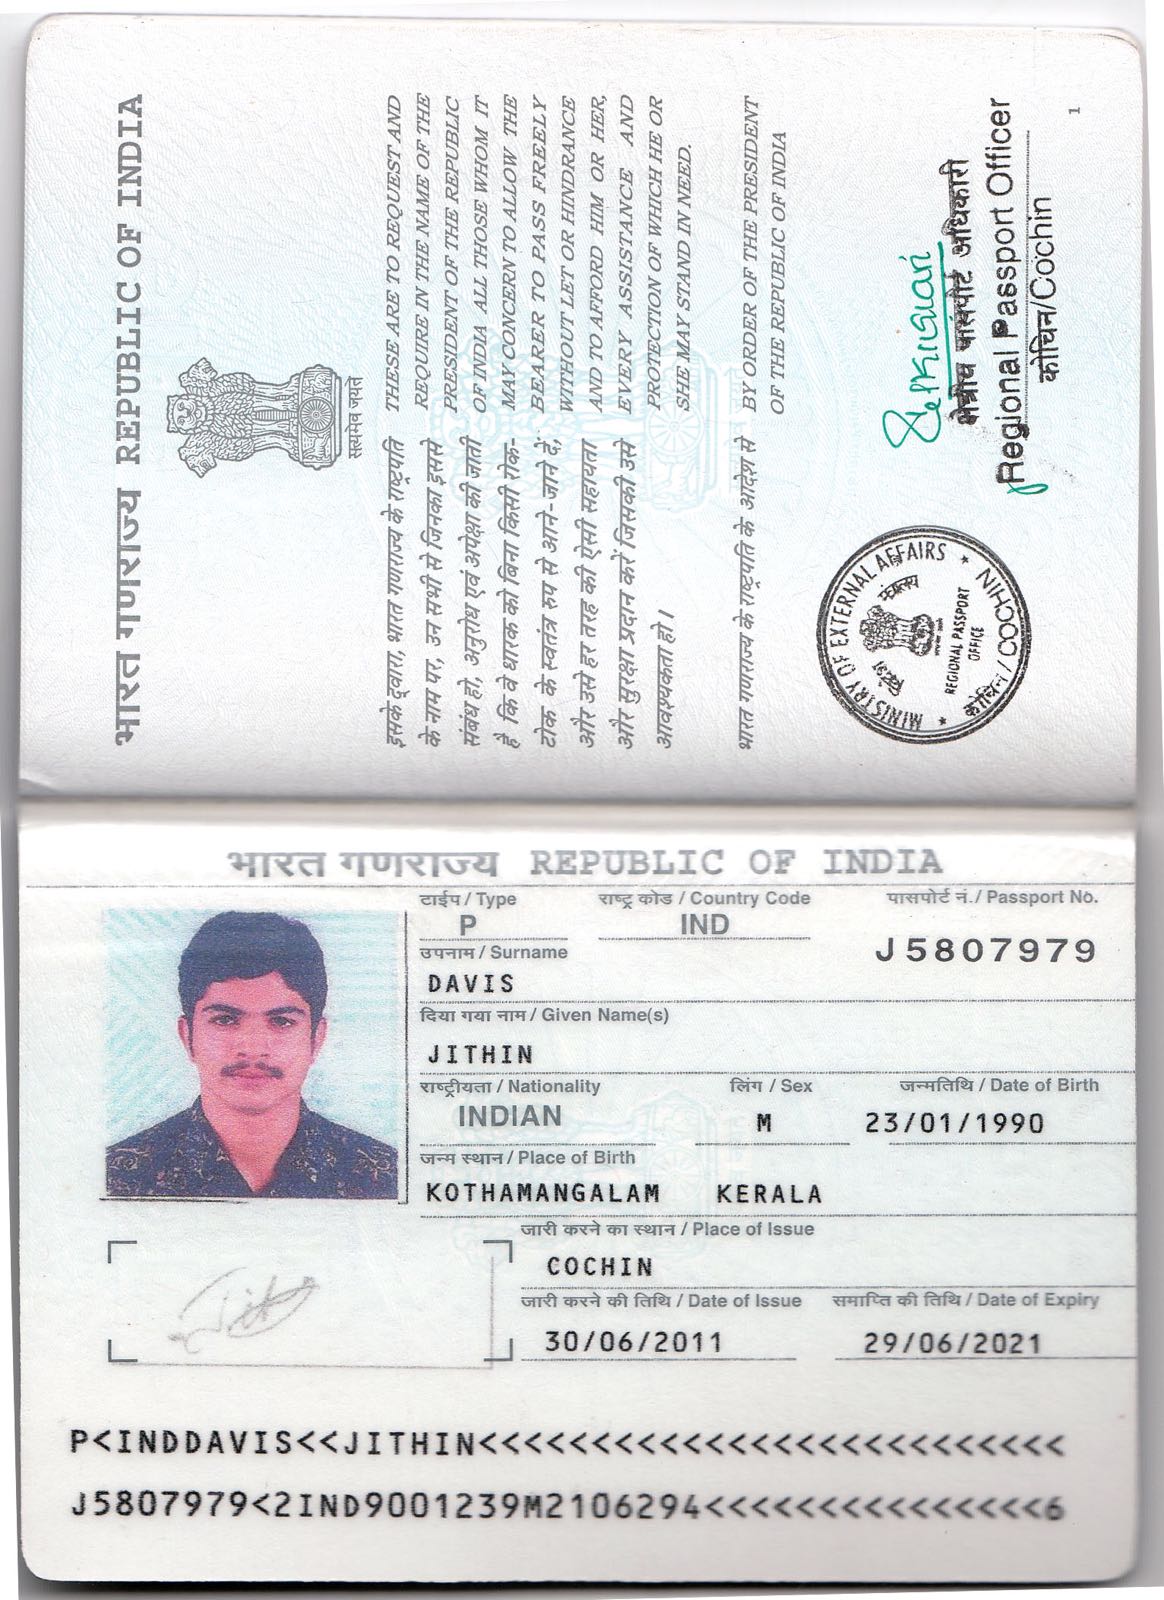 भारत गणराज्य REPUBLIC OF INDIA
सत्यमेव जयते
इसके द्वारा, भारत गणराज्य के राष्ट्रपति
के नाम पर, उन सभी से जिनका इससे
संबंध हो, अनुरोध एवं अपेक्षा की जाती
है कि वे धारक को बिना किसी रोक-
टोक के स्वतंत्र रुप से आने-जाने दें,
और उसे हर तरह की ऐसी सहायता
और सुरक्षा प्रदान करें जिसकी उसे
आवश्यकता हो।
THESE ARE TO REQUEST AND
REQUIRE IN THE NAME OF THE
PRESIDENT OF THE REPUBLIC
OF INDIA ALL THOSE WHOM IT
MAY CONCERN TO ALLOW THE
BEARER TO PASS FREELY
WITHOUT LET OR HINDRANCE
AND TO AFFORD HIM OR HER,
EVERY ASSISTANCE AND
PROTECTION OF WHICH HE OR
SHE MAY STAND IN NEED.
भारत गणराज्य के राष्ट्रपति के आदेश से
BY ORDER OF THE PRESIDENT
OF THE REPUBLIC OF INDIA
MINISTRY OF EXTERNAL AFFAIRS
विदेश मंत्रालय
REGIONAL PASSPORT
OFFICE
कोचिन / COCHIN
क्षेत्रीय पासपोर्ट अधिकारी
Regional Passport Officer
कोचिन/Cochin
1
भारत गणराज्य REPUBLIC OF INDIA
टाईप / Type राष्ट्र कोड / Country Code पासपोर्ट नं. / Passport No.
P IND J5807979
उपनाम / Surname
DAVIS
दिया गया नाम / Given Name(s)
JITHIN
राष्ट्रीयता / Nationality लिंग / Sex जन्मतिथि / Date of Birth
INDIAN M 23/01/1990
जन्म स्थान / Place of Birth
KOTHAMANGALAM KERALA
जारी करने का स्थान / Place of Issue
COCHIN
जारी करने की तिथि / Date of Issue समाप्ति की तिथि / Date of Expiry
30/06/2011 29/06/2021
P<INDDAVIS<<JITHIN<<<<<<<<<<<<<<<<<<<<<<<<<<
J5807979<2IND9001239M2106294<<<<<<<<<<<<<<<6